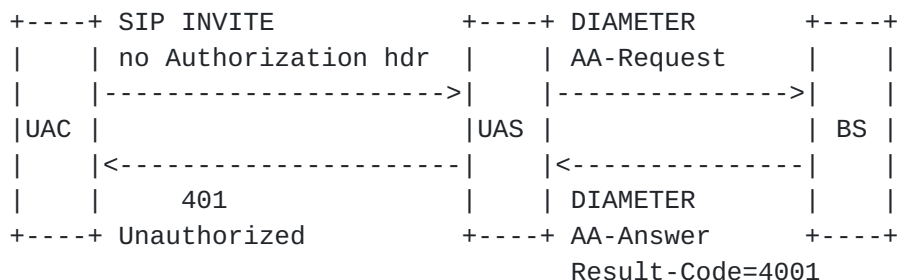 +----+ SIP INVITE            +----+ DIAMETER      +----+
|    | no Authorization hdr  |    | AA-Request    |    |
|    |---------------------->|    |-------------->|    |
|UAC |                       |UAS |               | BS |
|    |<----------------------|    |<--------------|    |
|    |     401               |    | DIAMETER      |    |
+----+ Unauthorized          +----+ AA-Answer     +----+
                                    Result-Code=4001